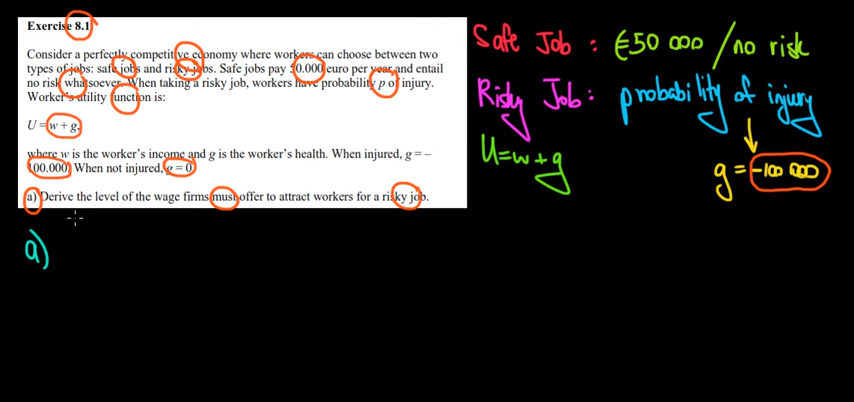 Exercise 8.1
Consider a perfectly competitive economy where workers can choose between two
types of jobs: safe jobs and risky jobs. Safe jobs pay 50.000 euro per year and entail
no risk whatsoever. When taking a risky job, workers have probability p of injury.
Worker's utility function is:
U = w + g,
where w is the worker's income and g is the worker's health. When injured, g = –
100.000. When not injured, g = 0.
a) Derive the level of the wage firms must offer to attract workers for a risky job.
Safe Job : €50 000 / no risk
Risky Job : probability of injury
U=w+g
g = -100 000
a)